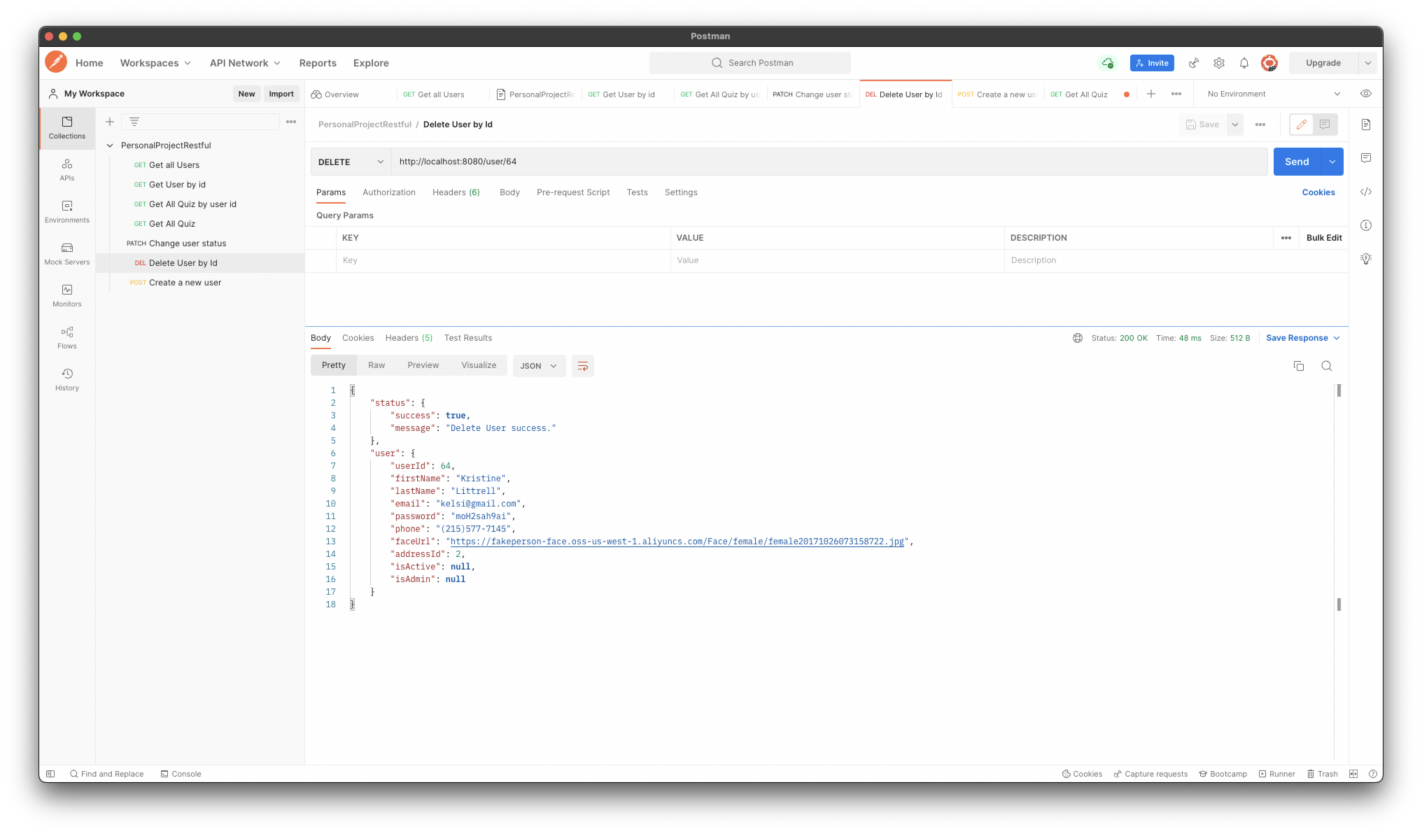 Postman
Home Workspaces API Network Reports Explore Search Postman Invite Upgrade
My Workspace New Import Overview GET Get all Users PersonalProjectRe GET Get User by id GET Get All Quiz by us PATCH Change user st DEL Delete User by Id POST Create a new us GET Get All Quiz No Environment
Collections
APIs
Environments
Mock Servers
Monitors
Flows
History
PersonalProjectRestful
GET Get all Users
GET Get User by id
GET Get All Quiz by user id
GET Get All Quiz
PATCH Change user status
DEL Delete User by Id
POST Create a new user
PersonalProjectRestful / Delete User by Id Save
DELETE http://localhost:8080/user/64 Send
Params Authorization Headers (6) Body Pre-request Script Tests Settings Cookies
Query Params
KEY VALUE DESCRIPTION Bulk Edit
Key Value Description
Body Cookies Headers (5) Test Results Status: 200 OK Time: 48 ms Size: 512 B Save Response
Pretty Raw Preview Visualize JSON
1 {
2 "status": {
3 "success": true,
4 "message": "Delete User success."
5 },
6 "user": {
7 "userId": 64,
8 "firstName": "Kristine",
9 "lastName": "Littrell",
10 "email": "kelsi@gmail.com",
11 "password": "moH2sah9ai",
12 "phone": "(215)577-7145",
13 "faceUrl": "https://fakeperson-face.oss-us-west-1.aliyuncs.com/Face/female/female20171026073158722.jpg",
14 "addressId": 2,
15 "isActive": null,
16 "isAdmin": null
17 }
18 }
Find and Replace Console Cookies Capture requests Bootcamp Runner Trash